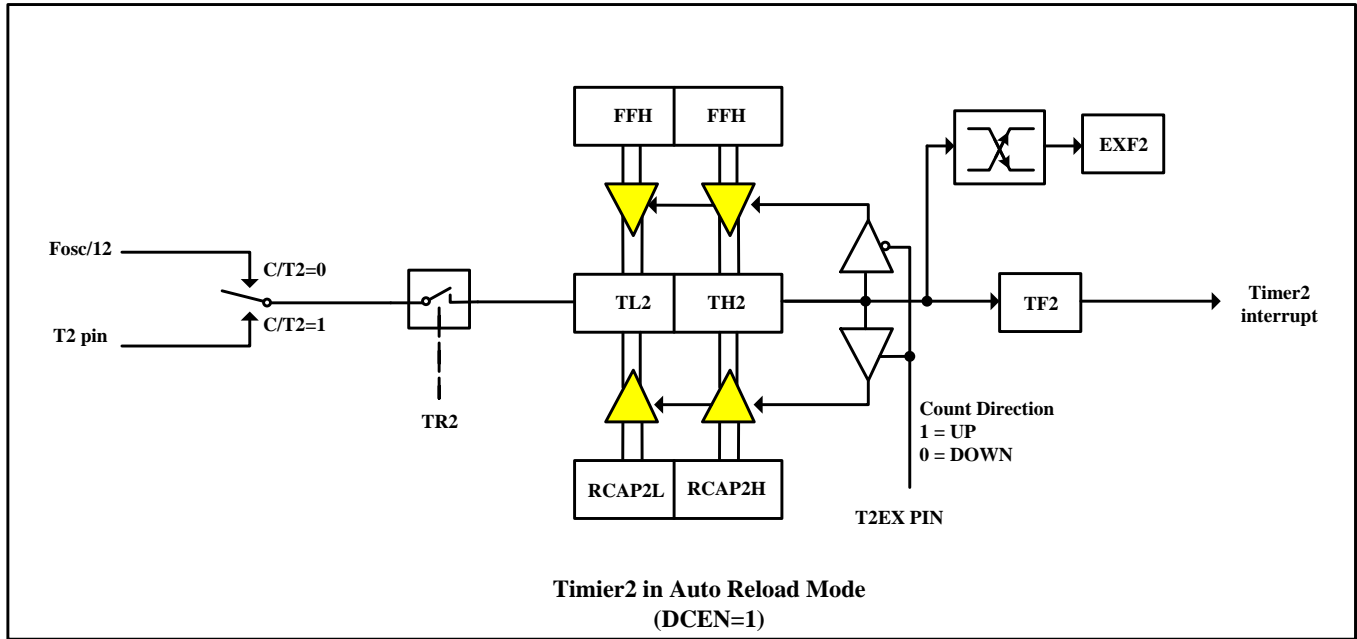 FFH
FFH
EXF2
Fosc/12
C/T2=0
TL2
TH2
TF2
Timer2
interrupt
C/T2=1
T2 pin
TR2
Count Direction
1 = UP
0 = DOWN
RCAP2L
RCAP2H
T2EX PIN
Timier2 in Auto Reload Mode
(DCEN=1)